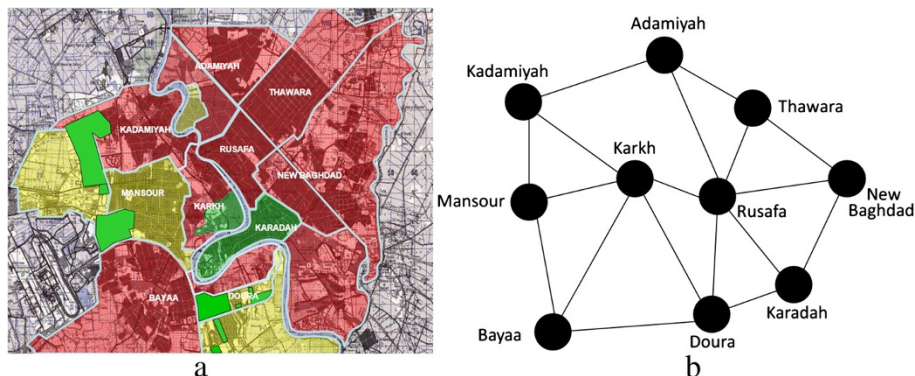 ADAMIYAH
THAWARA
KADAMIYAH
RUSAFA
NEW BAGHDAD
MANSOUR
KARKH
KARADAH
BAYAA
DOURA
a
Adamiyah
Kadamiyah
Thawara
Karkh
Mansour
Rusafa
New
Baghdad
Karadah
Bayaa
Doura
b